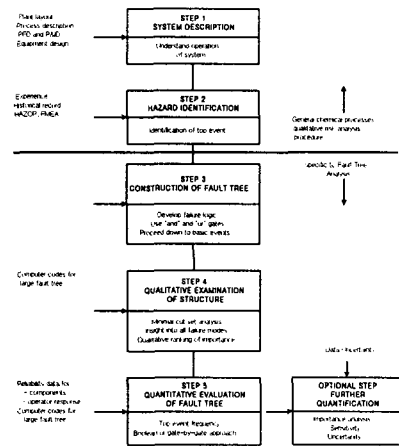 Plant layout
Process description
PFD and P&ID
Equipment design
STEP 1
SYSTEM DESCRIPTION
Understand operation
of system
Experience
Historical record
HAZOP, FMEA
STEP 2
HAZARD IDENTIFICATION
Identification of top event
General chemical processes
qualitative risk analysis
procedure
Specific to Fault Tree
Analysis
STEP 3
CONSTRUCTION OF FAULT TREE
Develop failure logic
Use "and" and "or" gates
Proceed down to basic events
Computer codes for
large fault tree
STEP 4
QUALITATIVE EXAMINATION
OF STRUCTURE
Minimal cut set analysis
Insight into all failure modes
Qualitative ranking of importance
Reliability data for
- components
- operator response
Computer codes for
large fault tree
STEP 5
QUANTITATIVE EVALUATION
OF FAULT TREE
Top event frequency
Boolean or gate-by-gate approach
Data uncertainties
OPTIONAL STEP
FURTHER
QUANTIFICATION
Importance analysis
Sensitivity
Uncertainty